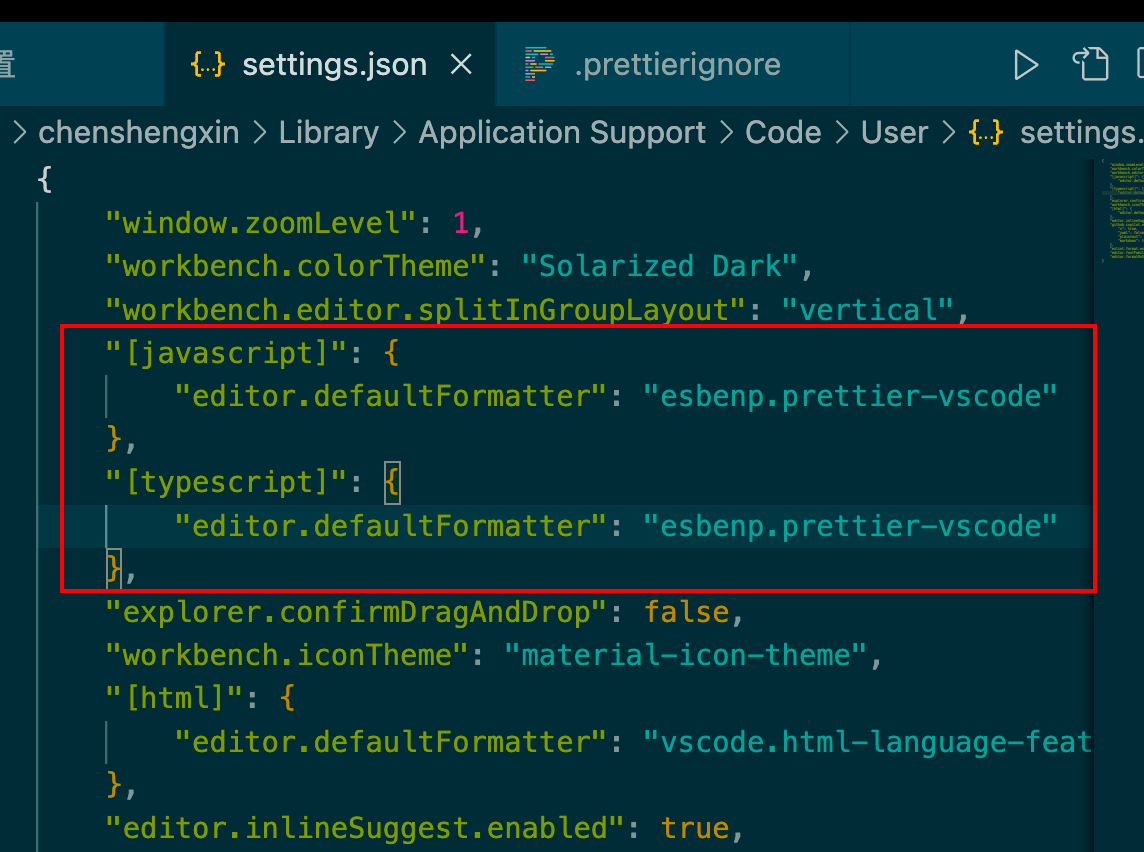 置 settings.json .prettierignore
chenshengxin > Library > Application Support > Code > User > {..} settings.
{
"window.zoomLevel": 1,
"workbench.colorTheme": "Solarized Dark",
"workbench.editor.splitInGroupLayout": "vertical",
"[javascript]": {
"editor.defaultFormatter": "esbenp.prettier-vscode"
},
"[typescript]": {
"editor.defaultFormatter": "esbenp.prettier-vscode"
},
"explorer.confirmDragAndDrop": false,
"workbench.iconTheme": "material-icon-theme",
"[html]": {
"editor.defaultFormatter": "vscode.html-language-feat
},
"editor.inlineSuggest.enabled": true,